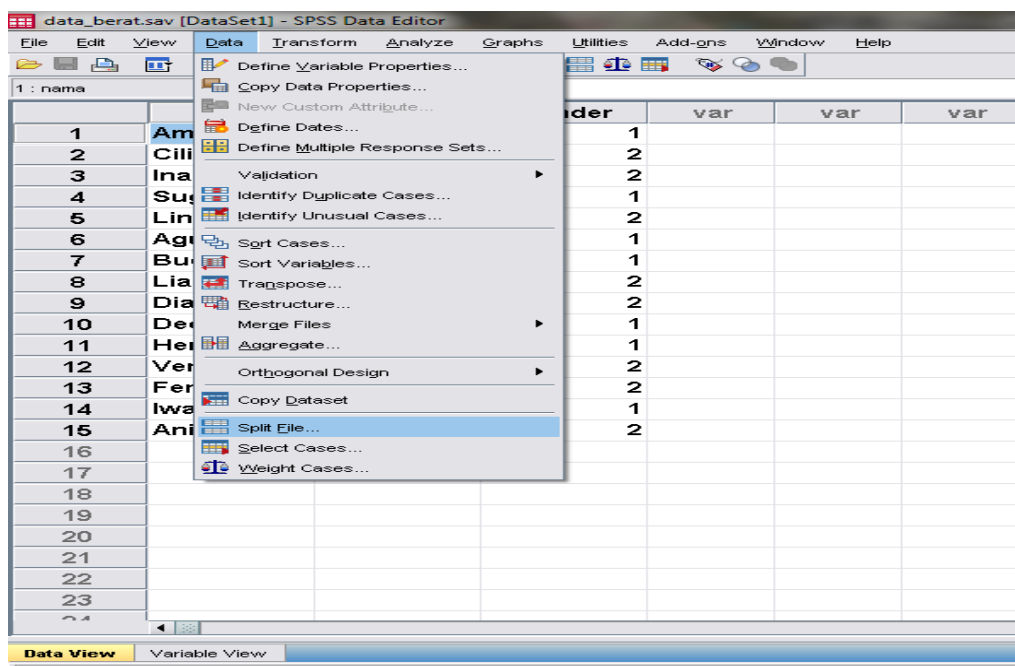 data_berat.sav [DataSet1] - SPSS Data Editor
File Edit View Data Transform Analyze Graphs Utilities Add-ons Window Help
1 : nama
Define Variable Properties...
Copy Data Properties...
New Custom Attribute...
Define Dates...
Define Multiple Response Sets...
Validation
Identify Duplicate Cases...
Identify Unusual Cases...
Sort Cases...
Sort Variables...
Transpose...
Restructure...
Merge Files
Aggregate...
Orthogonal Design
Copy Dataset
Split File...
Select Cases...
Weight Cases...
nder var var var
1 Am 1
2 Cili 2
3 Ina 2
4 Sug 1
5 Lin 2
6 Agu 1
7 Bu 1
8 Lia 2
9 Dia 2
10 De 1
11 Her 1
12 Ver 2
13 Fer 2
14 Iwa 1
15 Ani 2
16
17
18
19
20
21
22
23
Data View Variable View